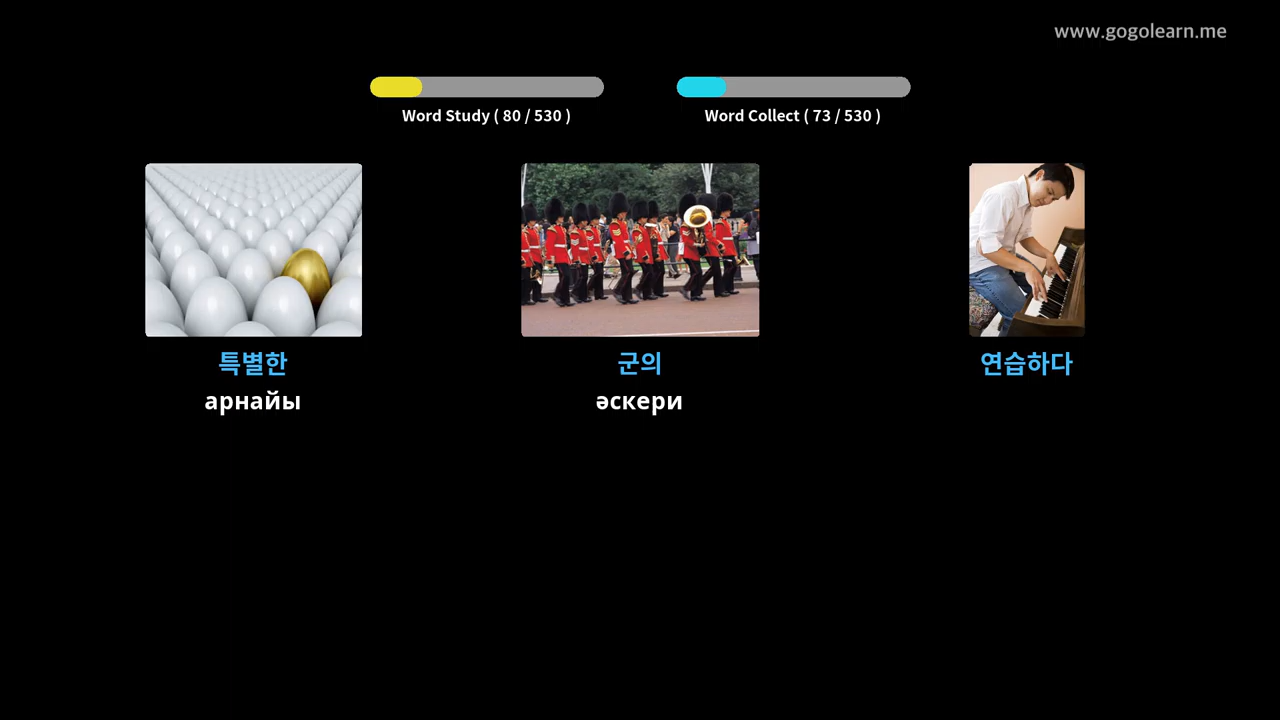 www.gogolearn.me
Word Study ( 80 / 530 )
Word Collect ( 73 / 530 )
특별한
арнайы
군의
әскери
연습하다